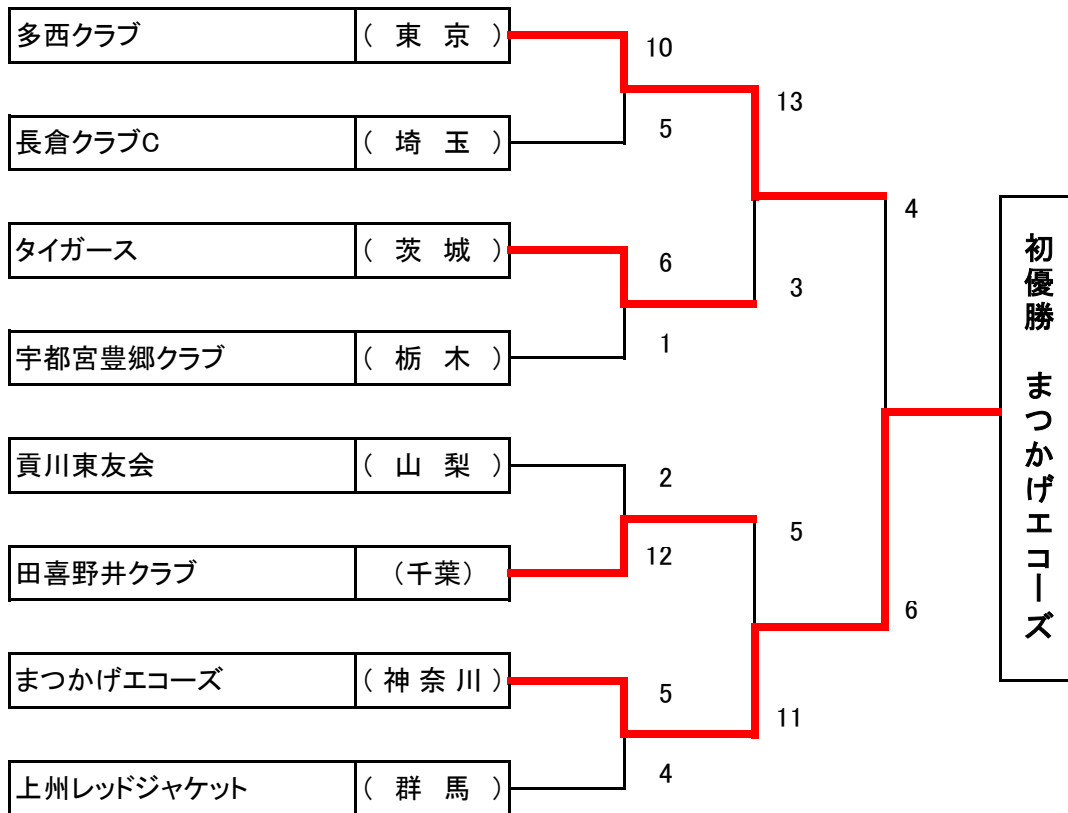 多西クラブ ( 東 京 )
10
13
長倉クラブC ( 埼 玉 )
5
4
タイガース ( 茨 城 )
6
3
宇都宮豊郷クラブ ( 栃 木 )
1
貢川東友会 ( 山 梨 )
2
5
田喜野井クラブ (千葉)
12
6
まつかげエコーズ ( 神 奈 川 )
5
11
上州レッドジャケット ( 群 馬 )
4
初優勝 まつかげエコーズ